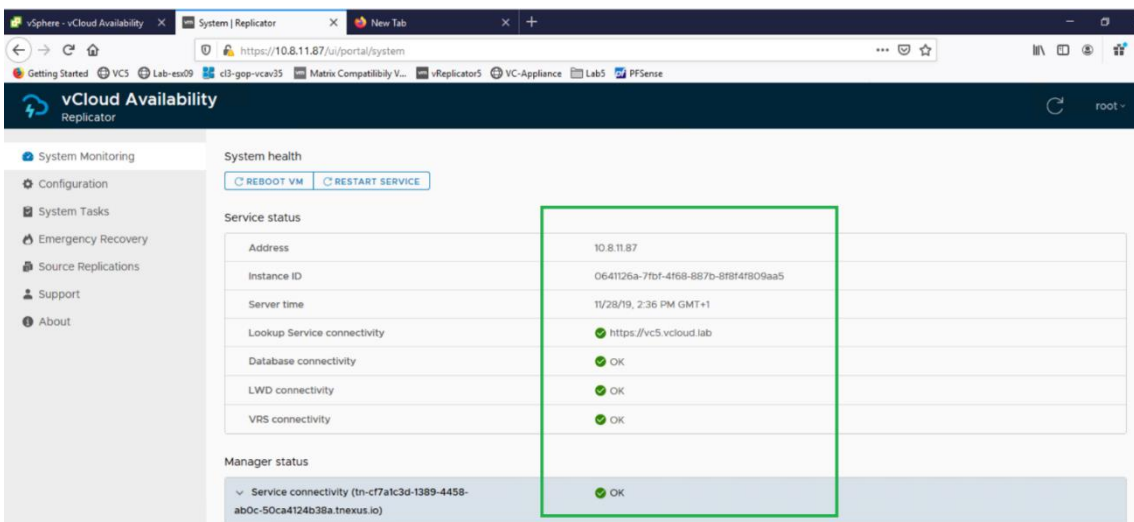 vSphere - vCloud Availability
System | Replicator
New Tab
https://10.8.11.87/ui/portal/system
Getting Started VC5 Lab-esx09 cl3-gop-vcav35 Matrix Compatilibily V... vReplicator5 VC-Appliance Lab5 PFSense
vCloud Availability
Replicator
root
System Monitoring
Configuration
System Tasks
Emergency Recovery
Source Replications
Support
About
System health
REBOOT VM RESTART SERVICE
Service status
Address 10.8.11.87
Instance ID 0641126a-7fbf-4f68-887b-8f8f4f809aa5
Server time 11/28/19, 2:36 PM GMT+1
Lookup Service connectivity https://vc5.vcloud.lab
Database connectivity OK
LWD connectivity OK
VRS connectivity OK
Manager status
Service connectivity (tn-cf7a1c3d-1389-4458- OK
ab0c-50ca4124b38a.tnexus.io)